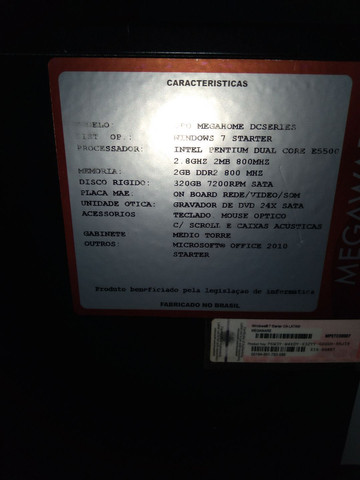 CARACTERISTICAS
MEGAHOME DCSERIES
WINDOWS 7 STARTER
PROCESSADOR: INTEL PENTIUM DUAL CORE E5500
2.8GHZ 2MB 800MHZ
MEMORIA: 2GB DDR2 800 MHZ
DISCO RIGIDO: 320GB 7200RPM SATA
PLACA MAE: ON BOARD REDE/VIDEO/SOM
UNIDADE OTICA: GRAVADOR DE DVD 24X SATA
ACESSORIOS TECLADO, MOUSE OPTICO
C/ SCROLL E CAIXAS ACUSTICAS
GABINETE MEDIO TORRE
OUTROS MICROSOFT® OFFICE 2010
STARTER
Produto beneficiado pela legislaçao de informatica
FABRICADO NO BRASIL